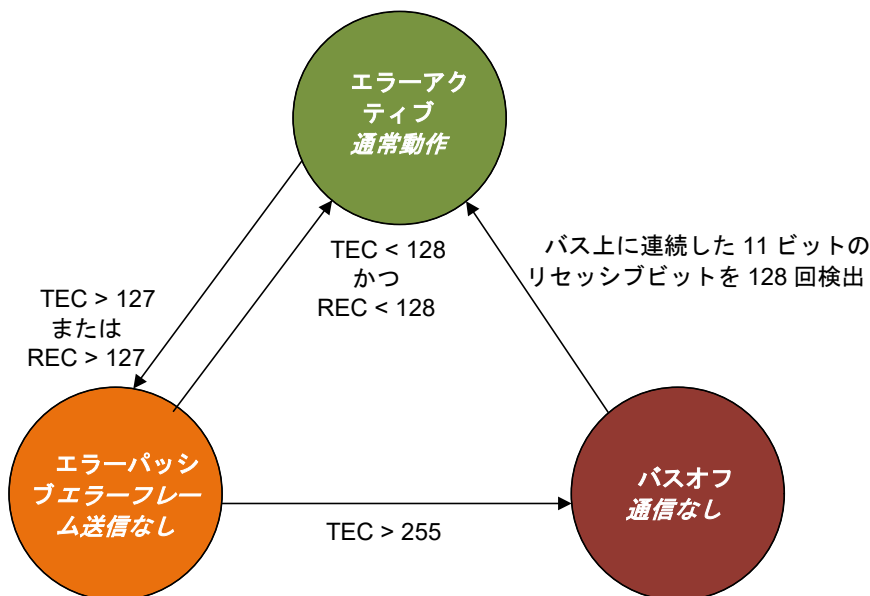 エラーアク
ティブ
通常動作
TEC < 128
かつ
REC < 128
バス上に連続した 11 ビットの
リセッシブビットを 128 回検出
TEC > 127
または
REC > 127
エラーパッシ
ブエラーフレー
ム送信なし
バスオフ
通信なし
TEC > 255